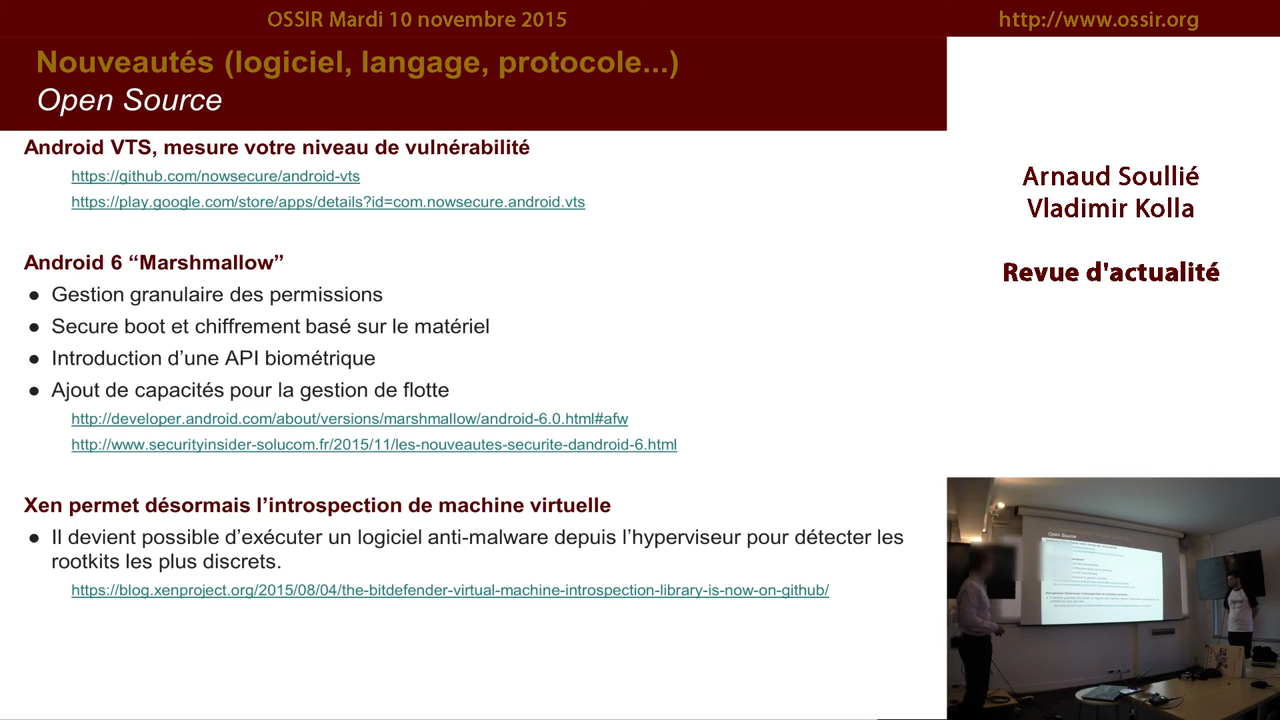 OSSIR Mardi 10 novembre 2015
http://www.ossir.org
Nouveautés (logiciel, langage, protocole...)
Open Source
Android VTS, mesure votre niveau de vulnérabilité
https://github.com/nowsecure/android-vts
https://play.google.com/store/apps/details?id=com.nowsecure.android.vts
Android 6 “Marshmallow”
● Gestion granulaire des permissions
● Secure boot et chiffrement basé sur le matériel
● Introduction d’une API biométrique
● Ajout de capacités pour la gestion de flotte
http://developer.android.com/about/versions/marshmallow/android-6.0.html#afw
http://www.securityinsider-solucom.fr/2015/11/les-nouveautes-securite-dandroid-6.html
Xen permet désormais l’introspection de machine virtuelle
● Il devient possible d’exécuter un logiciel anti-malware depuis l’hyperviseur pour détecter les
rootkits les plus discrets.
https://blog.xenproject.org/2015/08/04/the-bitdefender-virtual-machine-introspection-library-is-now-on-github/
Arnaud Soullié
Vladimir Kolla
Revue d'actualité
Open Source